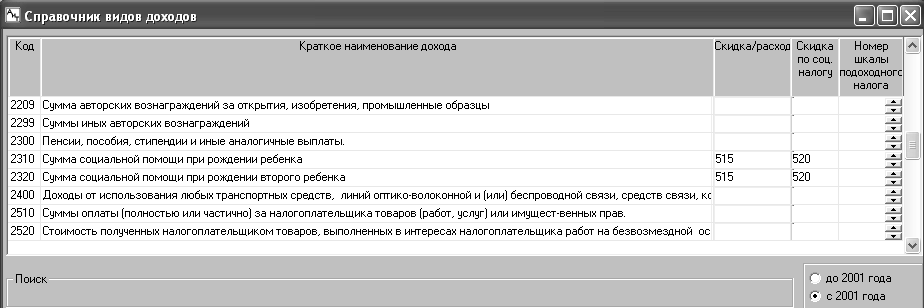 Справочник видов доходов
Код Краткое наименование дохода Скидка/расход Скидка по соц. налогу Номер шкалы подоходного налога
2209 Сумма авторских вознаграждений за открытия, изобретения, промышленные образцы
2299 Суммы иных авторских вознаграждений
2300 Пенсии, пособия, стипендии и иные аналогичные выплаты.
2310 Сумма социальной помощи при рождении ребенка 515 520
2320 Сумма социальной помощи при рождении второго ребенка 515 520
2400 Доходы от использования любых транспортных средств, линий оптико-волоконной и (или) беспроводной связи, средств связи, кс
2510 Суммы оплаты (полностью или частично) за налогоплательщика товаров (работ, услуг) или имущест-венных прав.
2520 Стоимость полученных налогоплательщиком товаров, выполненных в интересах налогоплательщика работ на безвозмездной ос
Поиск
до 2001 года
с 2001 года